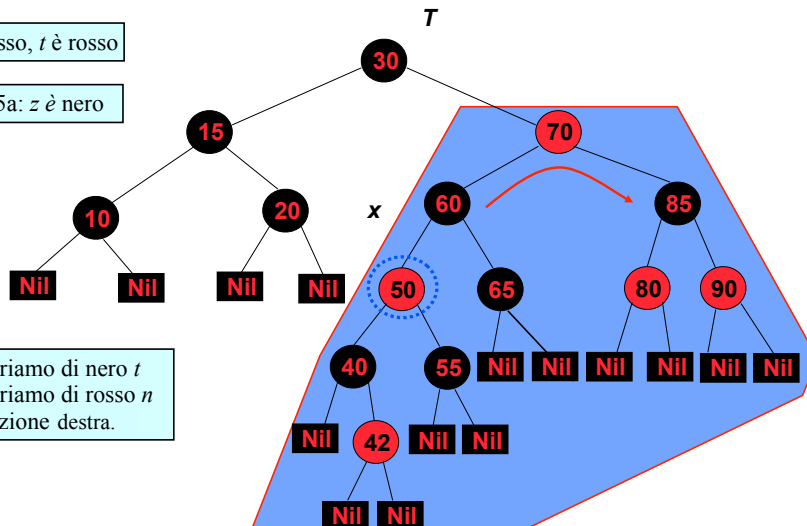 T
sso, t è rosso
30
5a: z è nero
15
70
10
20
x
60
85
Nil
Nil
Nil
Nil
50
65
80
90
riamo di nero t
riamo di rosso n
zione destra.
40
55
Nil
Nil
Nil
Nil
Nil
Nil
Nil
42
Nil
Nil
Nil
Nil